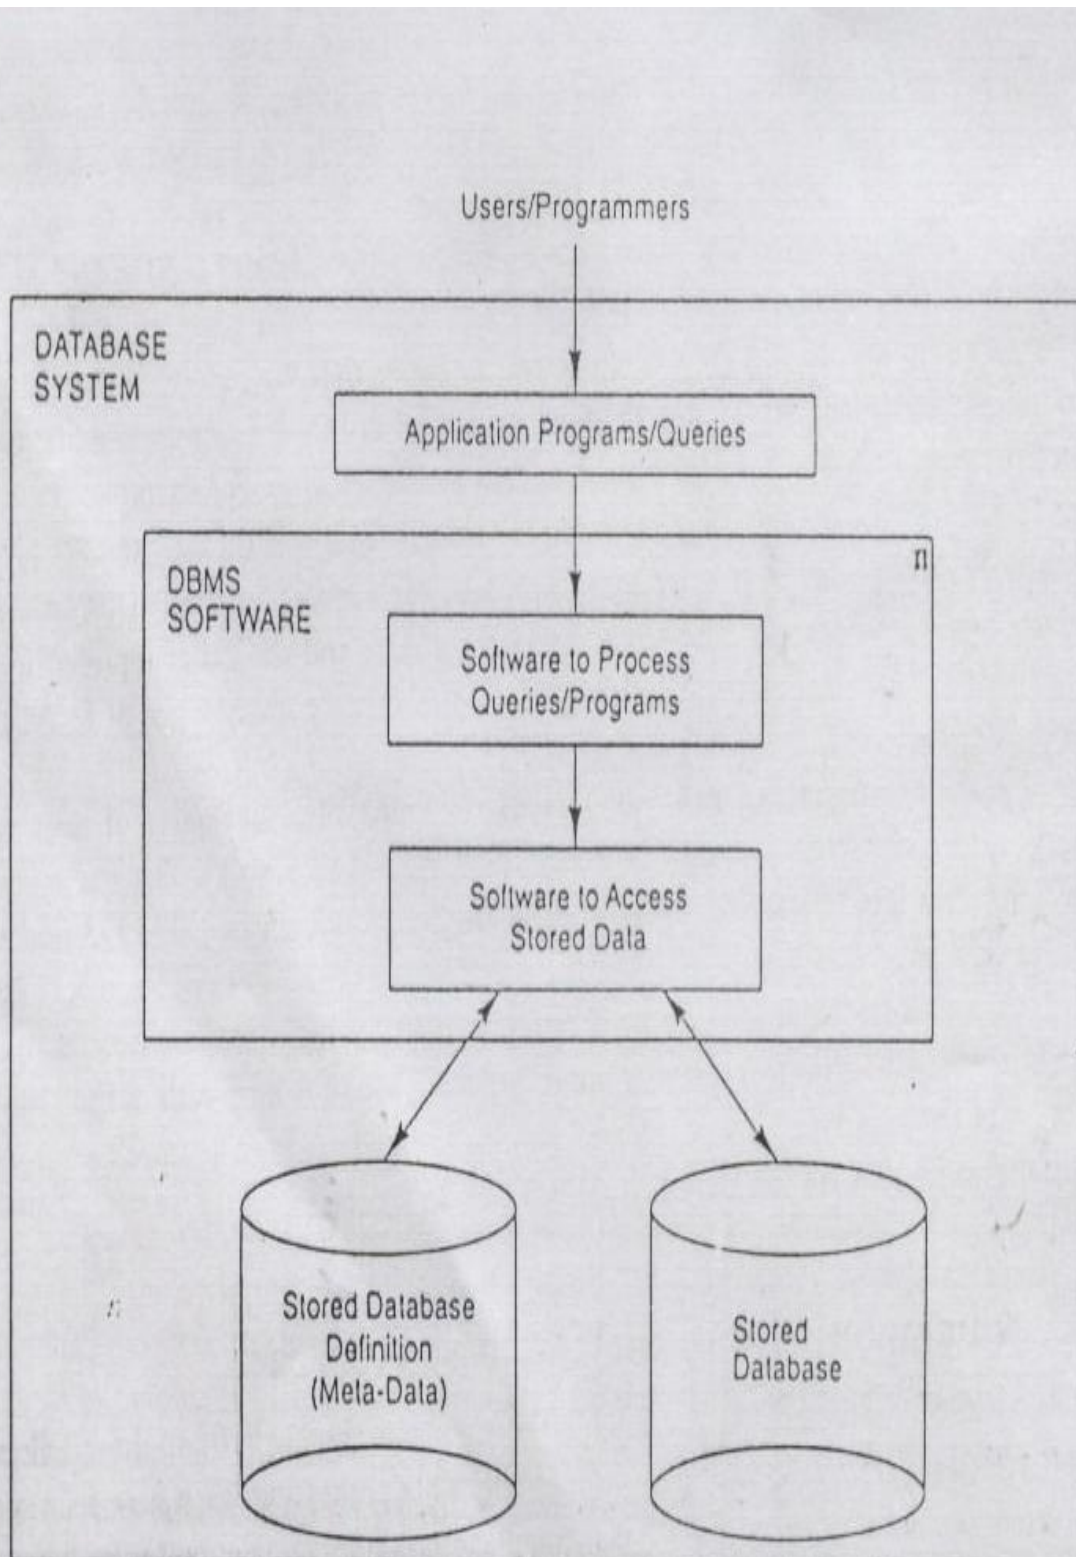 Users/Programmers
DATABASE
SYSTEM
Application Programs/Queries
DBMS
SOFTWARE
Software to Process
Queries/Programs
Software to Access
Stored Data
Stored Database
Definition
(Meta-Data)
Stored
Database